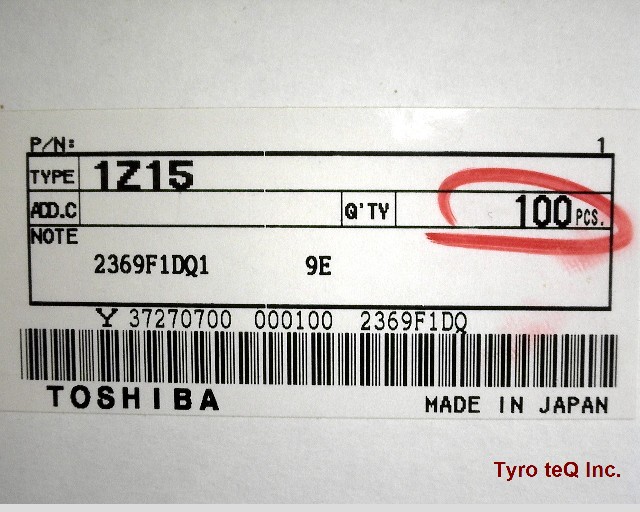 P/N: 1
TYPE 1Z15
ADD.C Q'TY 100 PCS.
NOTE
2369F1DQ1 9E
Y 37270700 000100 2369F1DQ
TOSHIBA MADE IN JAPAN
Tyro teQ Inc.